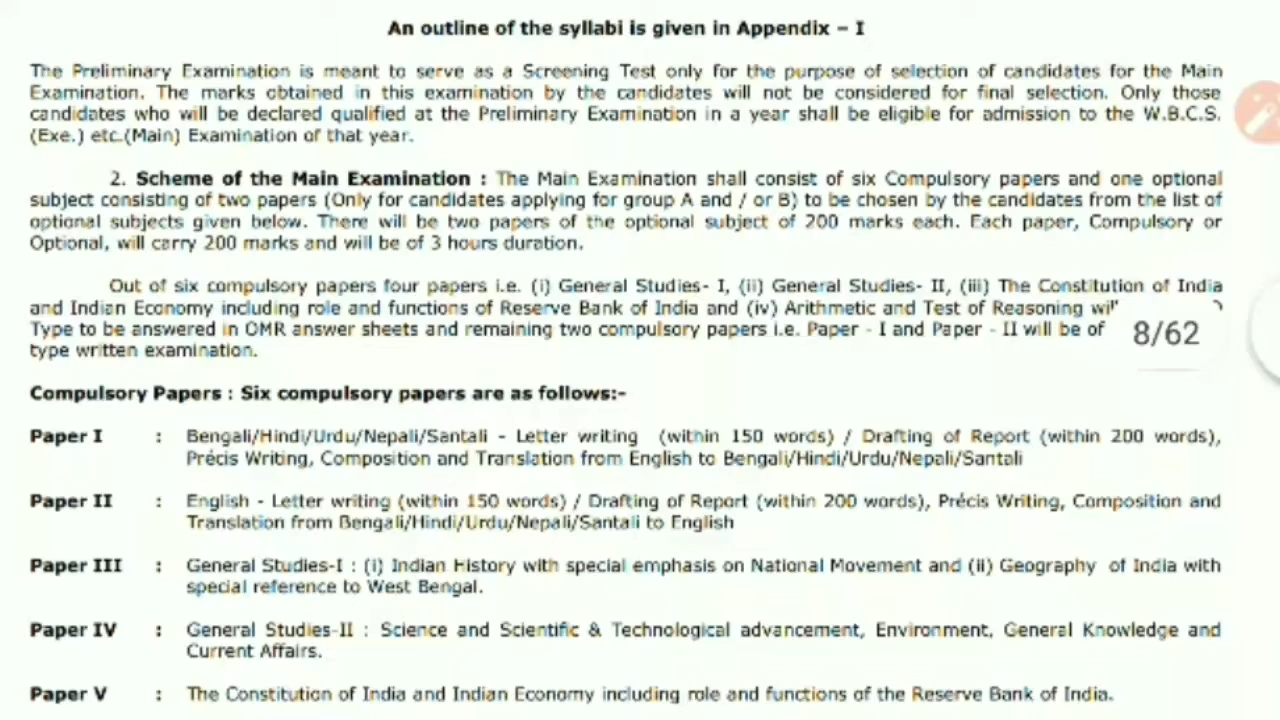 An outline of the syllabi is given in Appendix – I
The Preliminary Examination is meant to serve as a Screening Test only for the purpose of selection of candidates for the Main
Examination. The marks obtained in this examination by the candidates will not be considered for final selection. Only those
candidates who will be declared qualified at the Preliminary Examination in a year shall be eligible for admission to the W.B.C.S.
(Exe.) etc.(Main) Examination of that year.
2. Scheme of the Main Examination : The Main Examination shall consist of six Compulsory papers and one optional
subject consisting of two papers (Only for candidates applying for group A and / or B) to be chosen by the candidates from the list of
optional subjects given below. There will be two papers of the optional subject of 200 marks each. Each paper, Compulsory or
Optional, will carry 200 marks and will be of 3 hours duration.
Out of six compulsory papers four papers i.e. (i) General Studies- I, (ii) General Studies- II, (iii) The Constitution of India
and Indian Economy including role and functions of Reserve Bank of India and (iv) Arithmetic and Test of Reasoning
Type to be answered in OMR answer sheets and remaining two compulsory papers i.e. Paper - I and Paper - II will be of
8/62
type written examination.
Compulsory Papers : Six compulsory papers are as follows:-
Paper I : Bengali/Hindi/Urdu/Nepali/Santali - Letter writing (within 150 words) / Drafting of Report (within 200 words),
Précis Writing, Composition and Translation from English to Bengali/Hindi/Urdu/Nepali/Santali
Paper II : English - Letter writing (within 150 words) / Drafting of Report (within 200 words), Précis Writing, Composition and
Translation from Bengali/Hindi/Urdu/Nepali/Santali to English
Paper III : General Studies-I : (i) Indian History with special emphasis on National Movement and (ii) Geography of India with
special reference to West Bengal.
Paper IV : General Studies-II : Science and Scientific & Technological advancement, Environment, General Knowledge and
Current Affairs.
Paper V : The Constitution of India and Indian Economy including role and functions of the Reserve Bank of India.